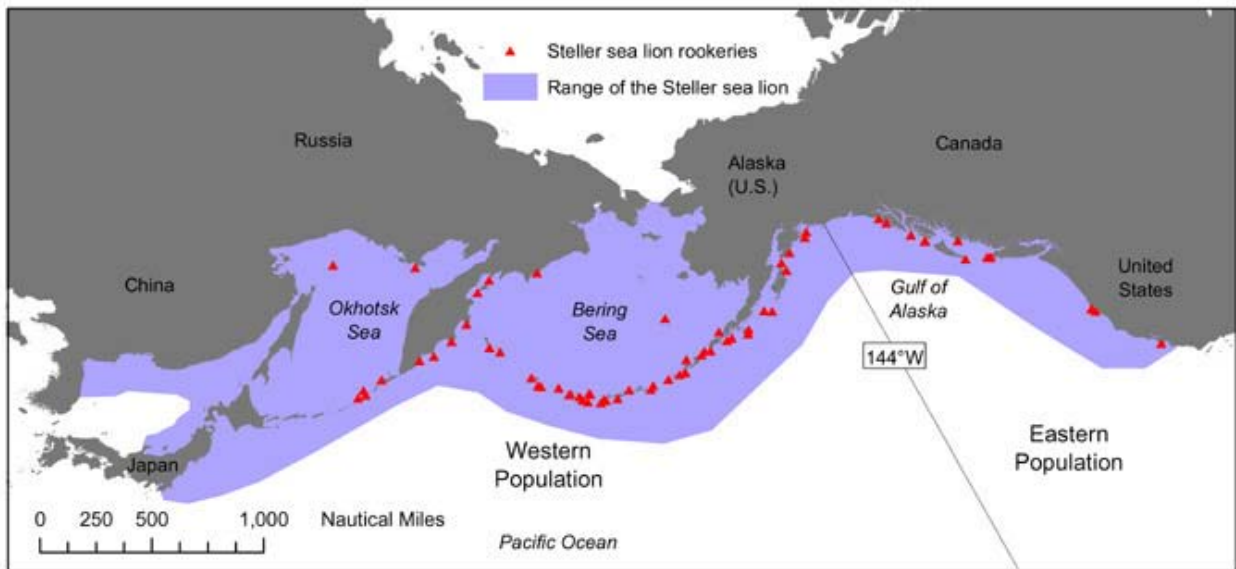 Steller sea lion rookeries
Range of the Steller sea lion
Russia
Canada
Alaska
(U.S.)
China
Okhotsk
Sea
Bering
Sea
Gulf of
Alaska
United
States
144°W
Japan
Western
Population
Eastern
Population
0 250 500 1,000 Nautical Miles
Pacific Ocean